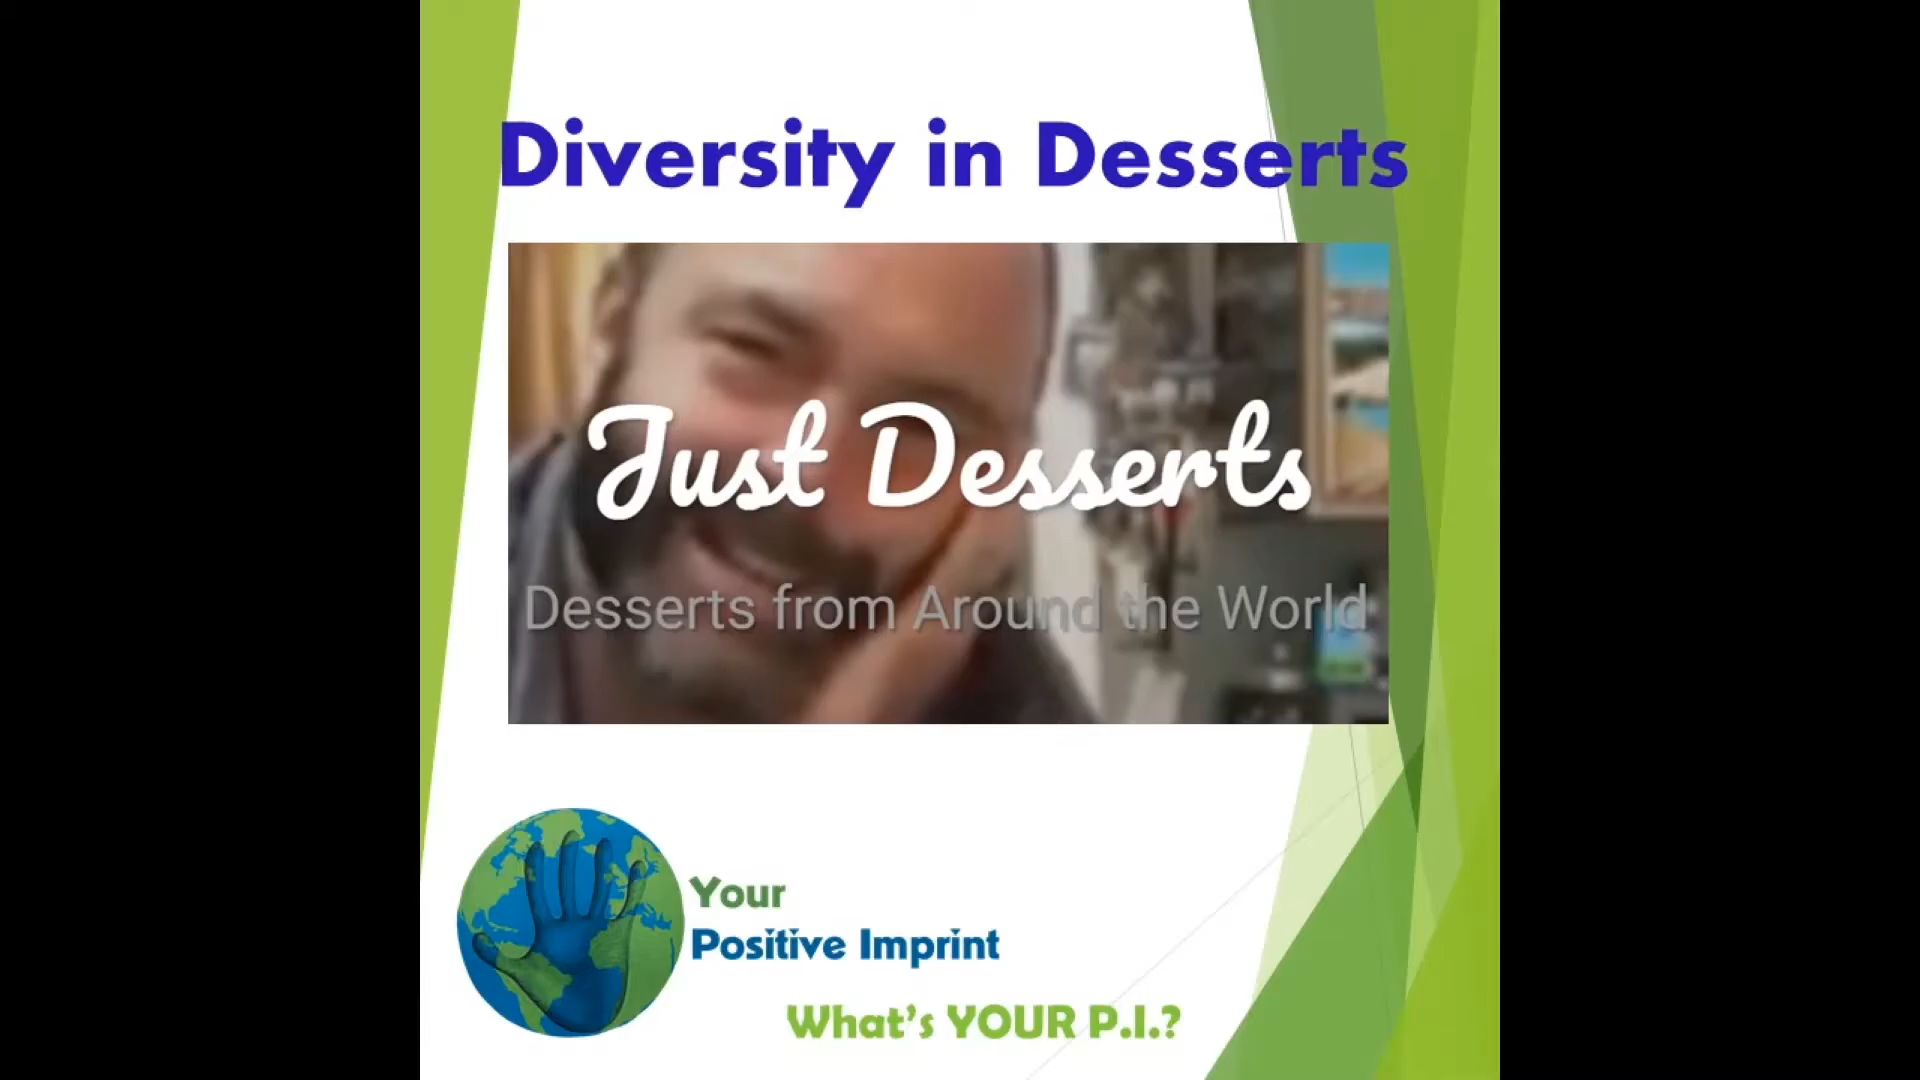 Diversity in Desserts
Just Desserts
Desserts from Around the World
Your
Positive Imprint
What's YOUR P.I.?